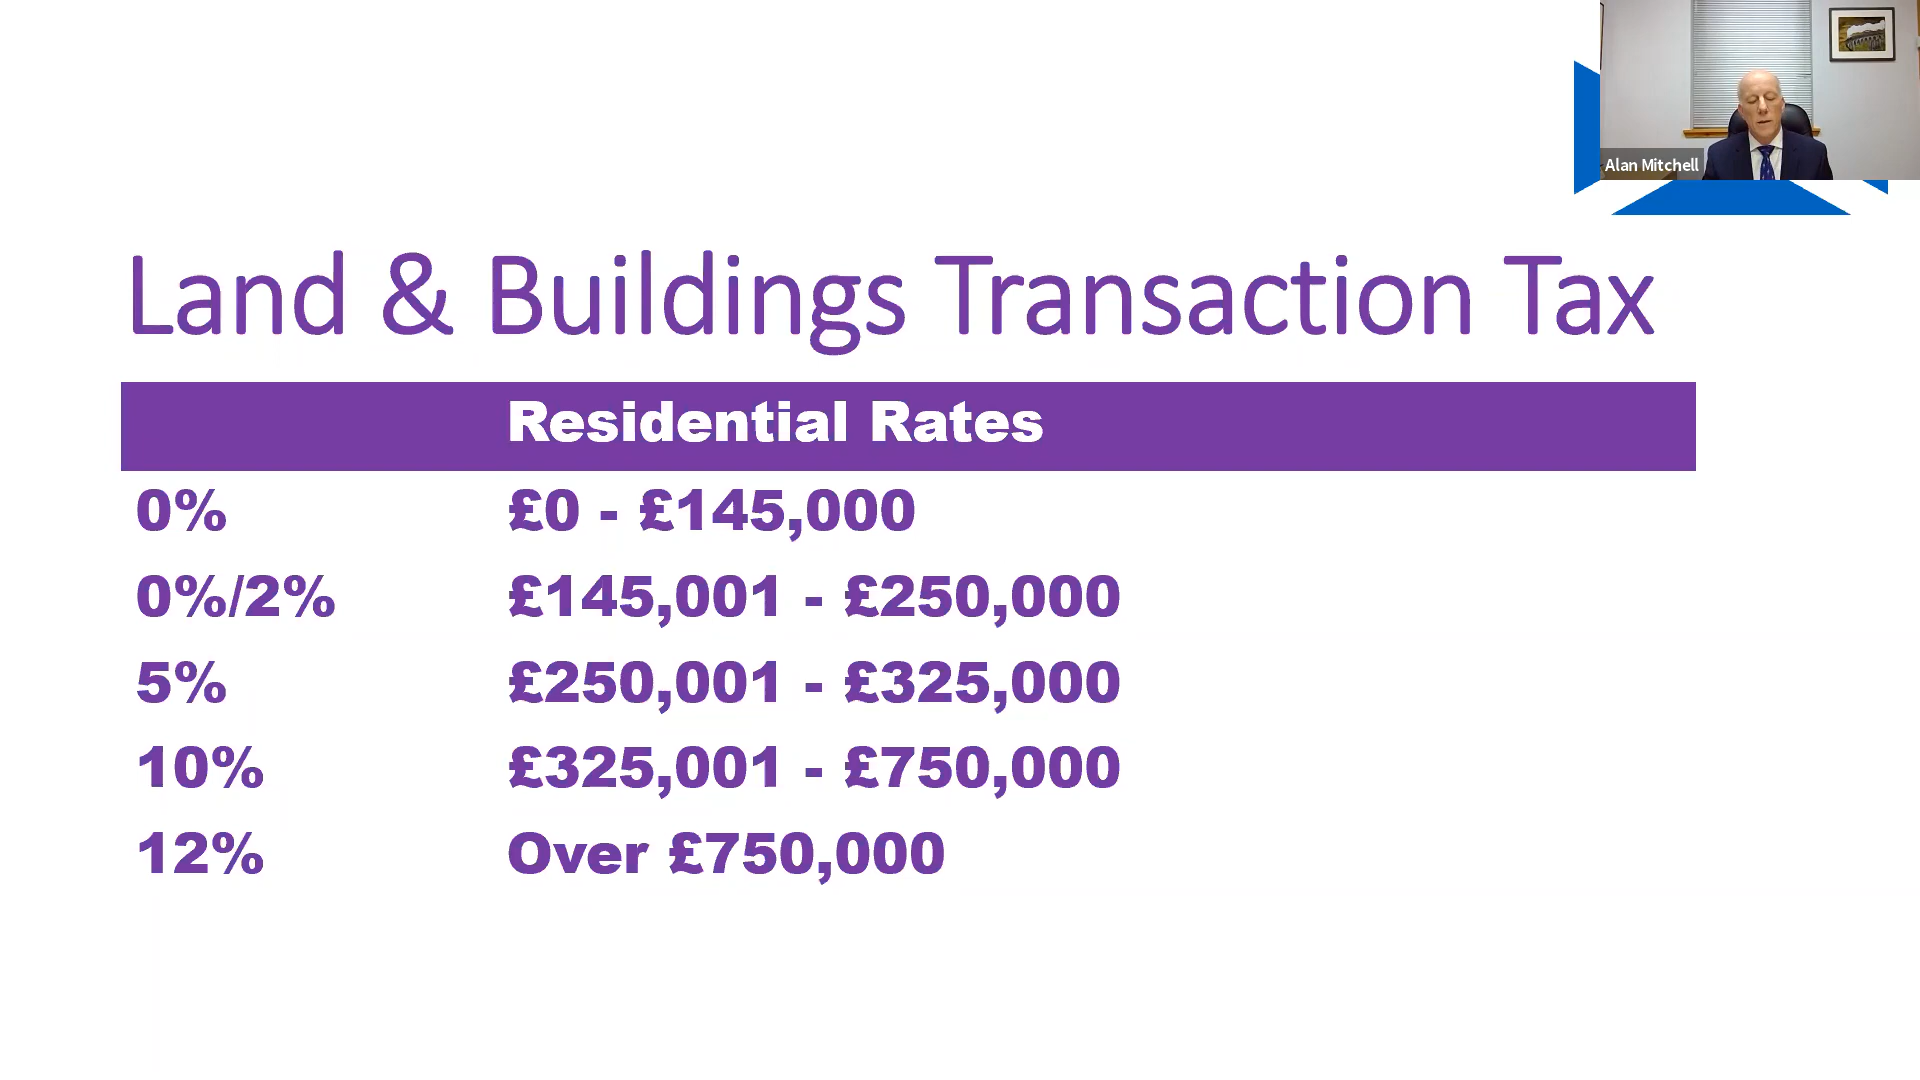 Alan Mitchell
Land & Buildings Transaction Tax
Residential Rates
0% £0 - £145,000
0%/2% £145,001 - £250,000
5% £250,001 - £325,000
10% £325,001 - £750,000
12% Over £750,000